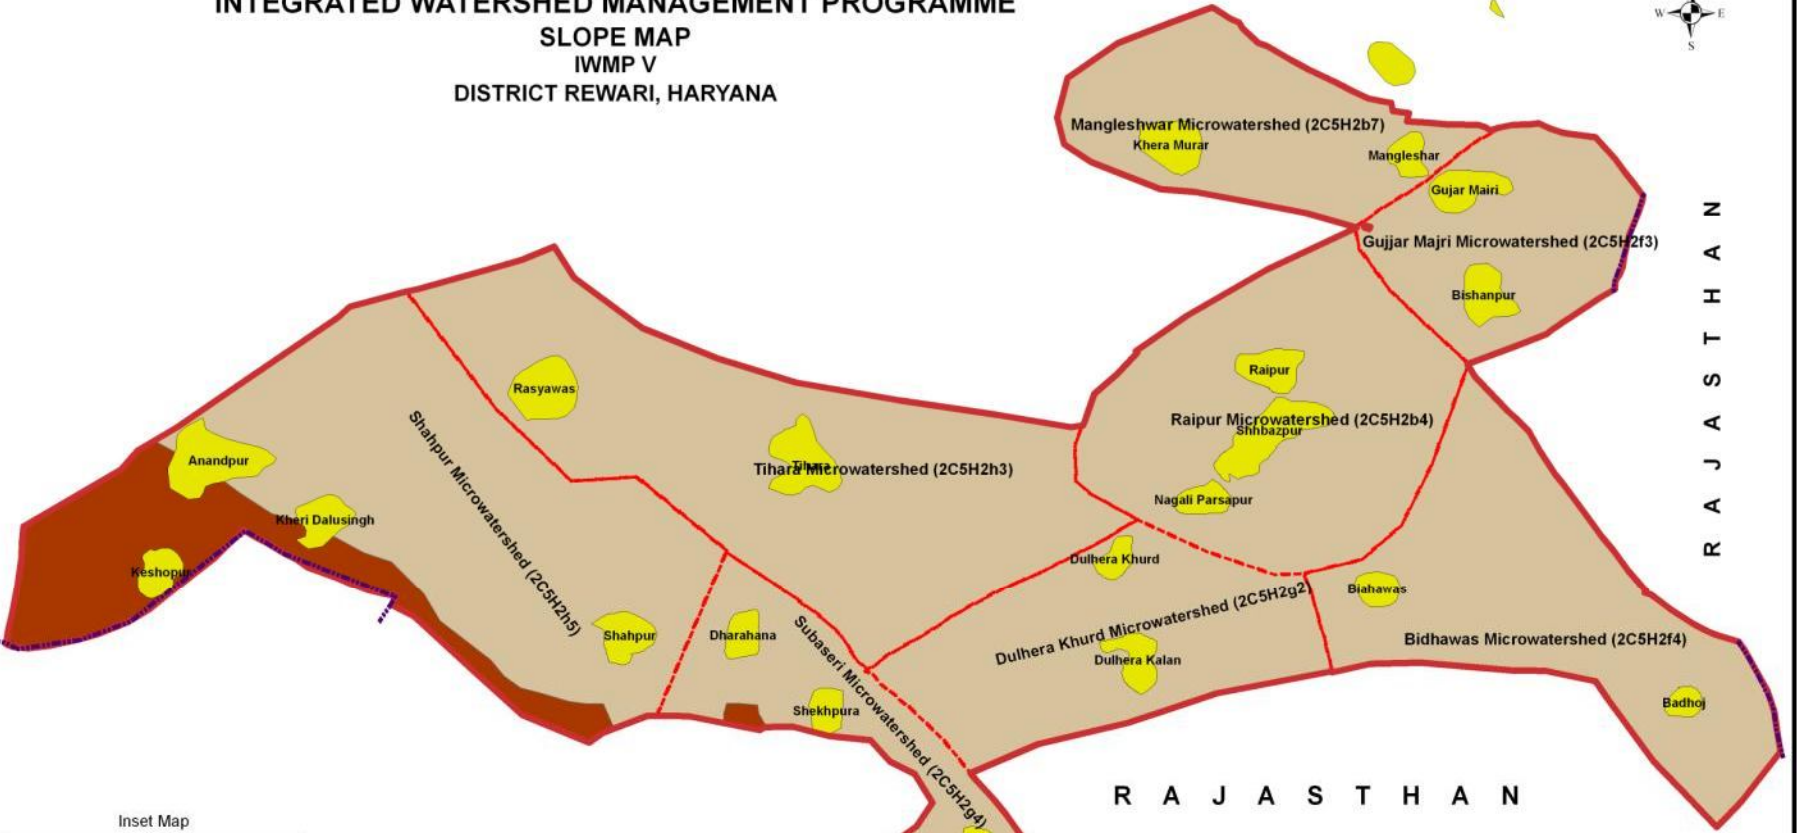 INTEGRATED WATERSHED MANAGEMENT PROGRAMME
SLOPE MAP
IWMP V
DISTRICT REWARI, HARYANA
W E
S
Mangleshwar Microwatershed (2C5H2b7)
Khera Murar
Mangleshar
Gujar Mairi
Gujjar Majri Microwatershed (2C5H2f3)
Bishanpur
RAJASTHAN
Raipur
Raipur Microwatershed (2C5H2b4)
Shhbazpur
Nagali Parsapur
Rasyawas
Tihara
Tihara Microwatershed (2C5H2h3)
Anandpur
Kheri Dalusingh
Keshopur
Shahpur Microwatershed (2C5H2h5)
Shahpur
Dharahana
Shekhpura
Subaseri Microwatershed (2C5H2g4)
Dulhera Khurd
Dulhera Khurd Microwatershed (2C5H2g2)
Dulhera Kalan
Biahawas
Bidhawas Microwatershed (2C5H2f4)
Badhoj
RAJASTHAN
Inset Map